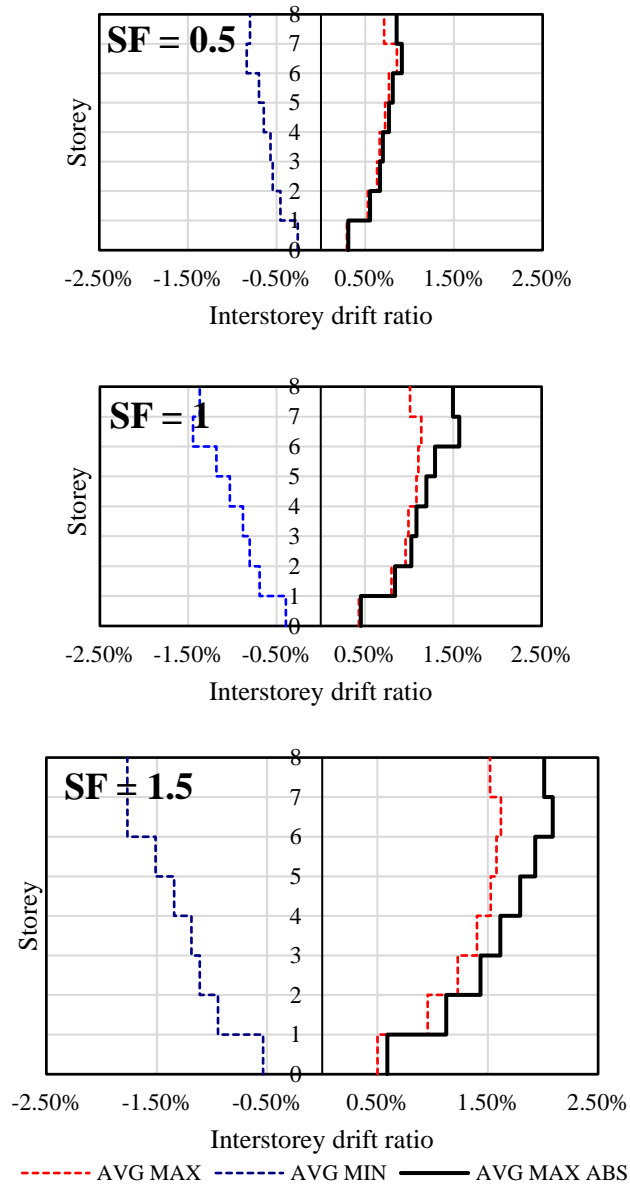 SF = 0.5
8
7
6
5
4
3
2
1
0
Storey
-2.50% -1.50% -0.50% 0.50% 1.50% 2.50%
Interstorey drift ratio
SF = 1
8
7
6
5
4
3
2
1
0
Storey
-2.50% -1.50% -0.50% 0.50% 1.50% 2.50%
Interstorey drift ratio
SF = 1.5
8
7
6
5
4
3
2
1
0
Storey
-2.50% -1.50% -0.50% 0.50% 1.50% 2.50%
Interstorey drift ratio
AVG MAX AVG MIN AVG MAX ABS